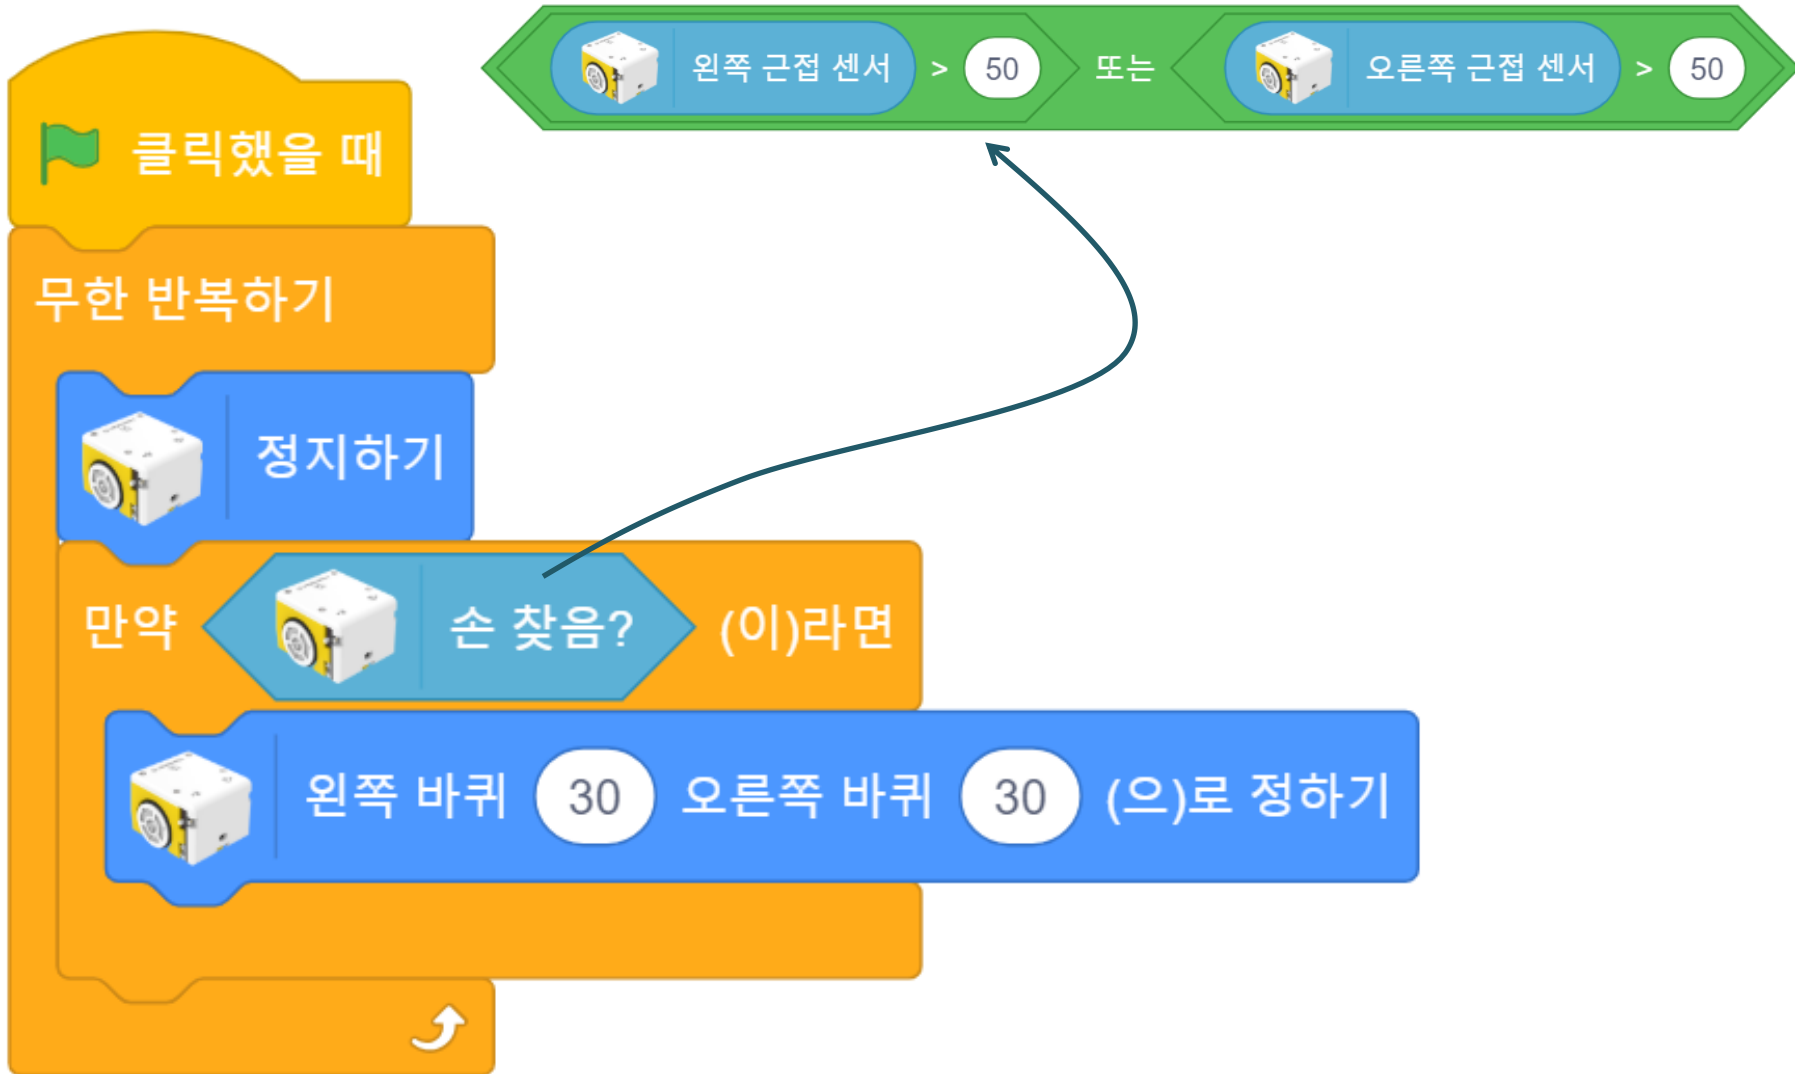 왼쪽 근접 센서 > 50 또는 오른쪽 근접 센서 > 50
클릭했을 때
무한 반복하기
정지하기
만약 손 찾음? (이)라면
왼쪽 바퀴 30 오른쪽 바퀴 30 (으)로 정하기